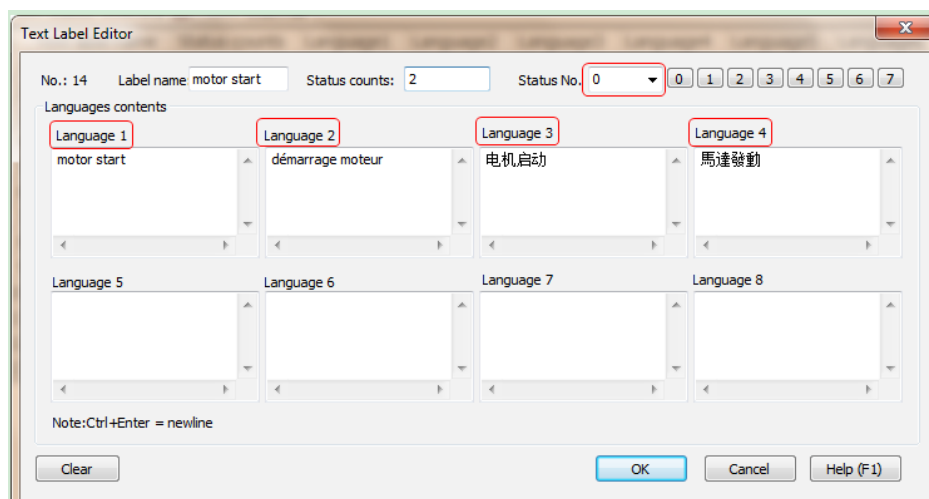 Text Label Editor
No.: 14 Label name motor start Status counts: 2 Status No. 0 0 1 2 3 4 5 6 7
Languages contents
Language 1 Language 2 Language 3 Language 4
motor start démarrage moteur 电机启动 馬達發動
Language 5 Language 6 Language 7 Language 8
Note:Ctrl+Enter = newline
Clear OK Cancel Help (F1)